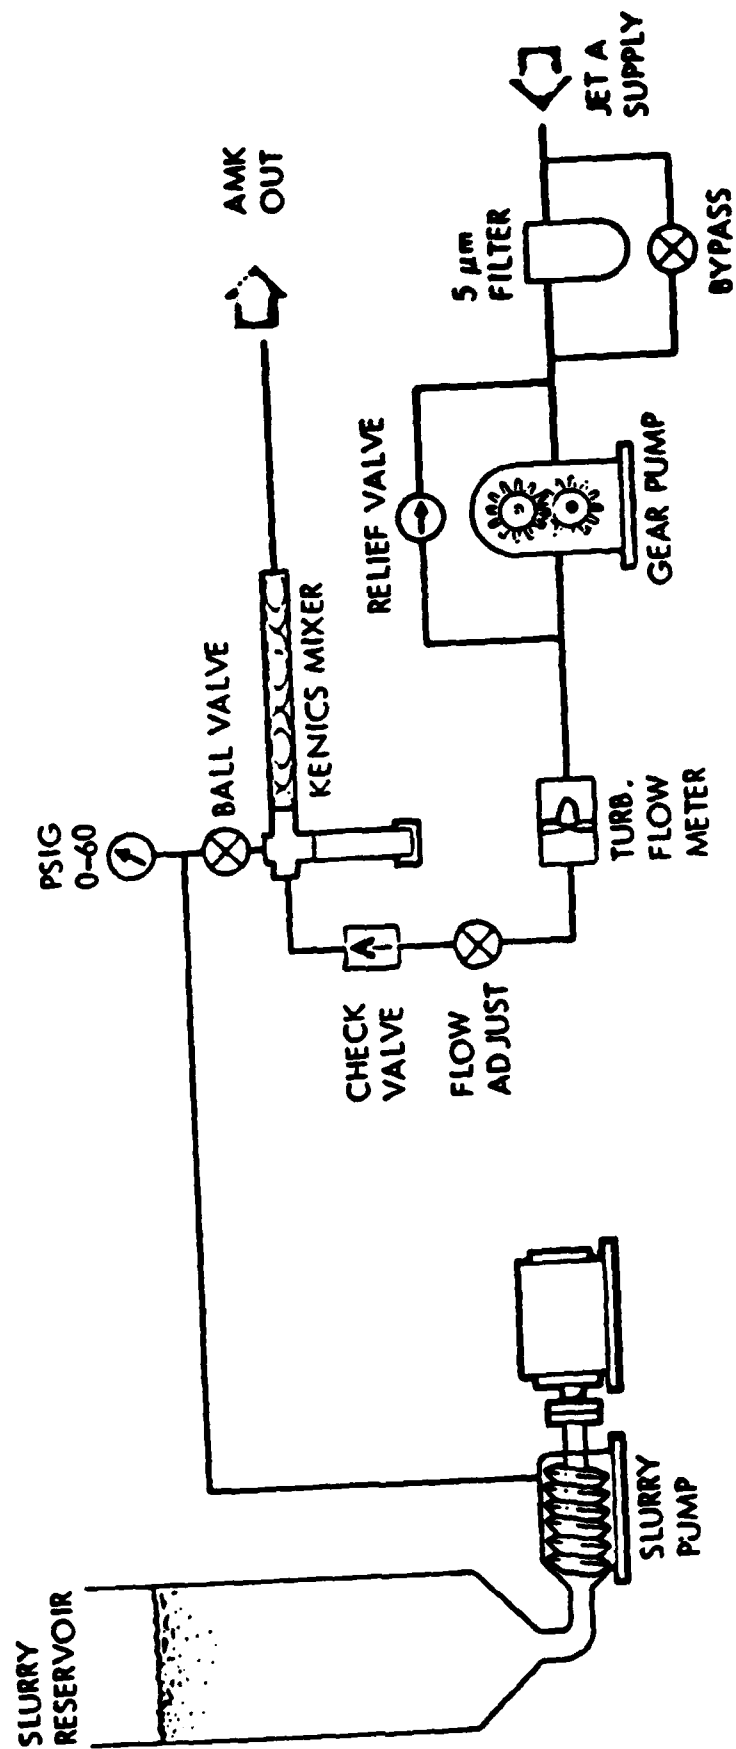 SLURRY
RESERVOIR
SLURRY
PUMP
PSIG
0-60
BALL VALVE
KENICS MIXER
AMK
OUT
CHECK
VALVE
FLOW
ADJUST
TURB.
FLOW
METER
RELIEF VALVE
GEAR PUMP
5 µm
FILTER
BYPASS
JET A
SUPPLY